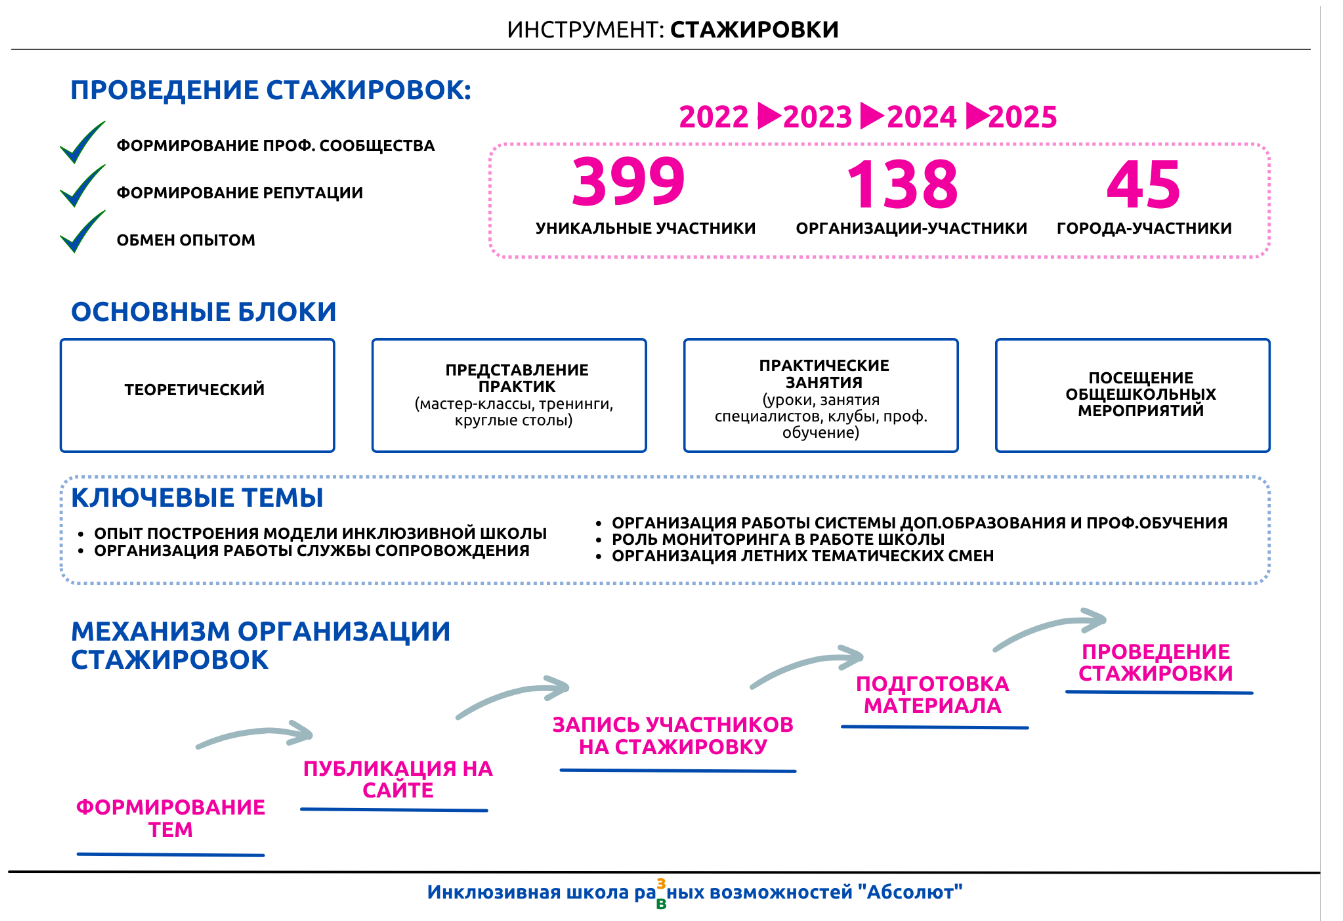 ИНСТРУМЕНТ: СТАЖИРОВКИ
ПРОВЕДЕНИЕ СТАЖИРОВОК:
ФОРМИРОВАНИЕ ПРОФ. СООБЩЕСТВА
ФОРМИРОВАНИЕ РЕПУТАЦИИ
ОБМЕН ОПЫТОМ
2022 ▶2023 ▶2024 ▶2025
399
УНИКАЛЬНЫЕ УЧАСТНИКИ
138
ОРГАНИЗАЦИИ-УЧАСТНИКИ
45
ГОРОДА-УЧАСТНИКИ
ОСНОВНЫЕ БЛОКИ
ТЕОРЕТИЧЕСКИЙ
ПРЕДСТАВЛЕНИЕ
ПРАКТИК
(мастер-классы, тренинги,
круглые столы)
ПРАКТИЧЕСКИЕ
ЗАНЯТИЯ
(уроки, занятия
специалистов, клубы, проф.
обучение)
ПОСЕЩЕНИЕ
ОБЩЕШКОЛЬНЫХ
МЕРОПРИЯТИЙ
КЛЮЧЕВЫЕ ТЕМЫ
• ОПЫТ ПОСТРОЕНИЯ МОДЕЛИ ИНКЛЮЗИВНОЙ ШКОЛЫ
• ОРГАНИЗАЦИЯ РАБОТЫ СЛУЖБЫ СОПРОВОЖДЕНИЯ
• ОРГАНИЗАЦИЯ РАБОТЫ СИСТЕМЫ ДОП.ОБРАЗОВАНИЯ И ПРОФ.ОБУЧЕНИЯ
• РОЛЬ МОНИТОРИНГА В РАБОТЕ ШКОЛЫ
• ОРГАНИЗАЦИЯ ЛЕТНИХ ТЕМАТИЧЕСКИХ СМЕН
МЕХАНИЗМ ОРГАНИЗАЦИИ
СТАЖИРОВОК
ФОРМИРОВАНИЕ
ТЕМ
ПУБЛИКАЦИЯ НА
САЙТЕ
ЗАПИСЬ УЧАСТНИКОВ
НА СТАЖИРОВКУ
ПОДГОТОВКА
МАТЕРИАЛА
ПРОВЕДЕНИЕ
СТАЖИРОВКИ
Инклюзивная школа развных возможностей "Абсолют"